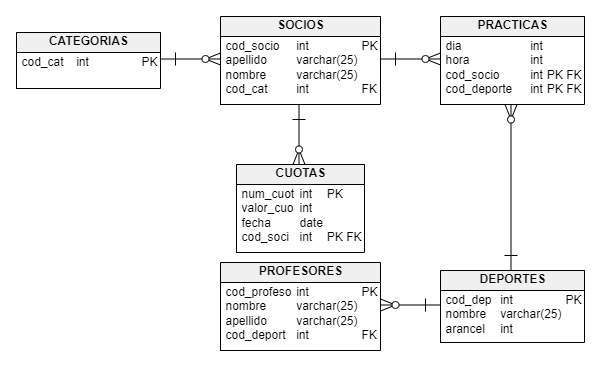 CATEGORIAS
cod_cat int PK
SOCIOS
cod_socio int PK
apellido varchar(25)
nombre varchar(25)
cod_cat int FK
PRACTICAS
dia int
hora int
cod_socio int PK FK
cod_deporte int PK FK
CUOTAS
num_cuot int PK
valor_cuo int
fecha date
cod_soci int PK FK
PROFESORES
cod_profeso int PK
nombre varchar(25)
apellido varchar(25)
cod_deport int FK
DEPORTES
cod_dep int PK
nombre varchar(25)
arancel int